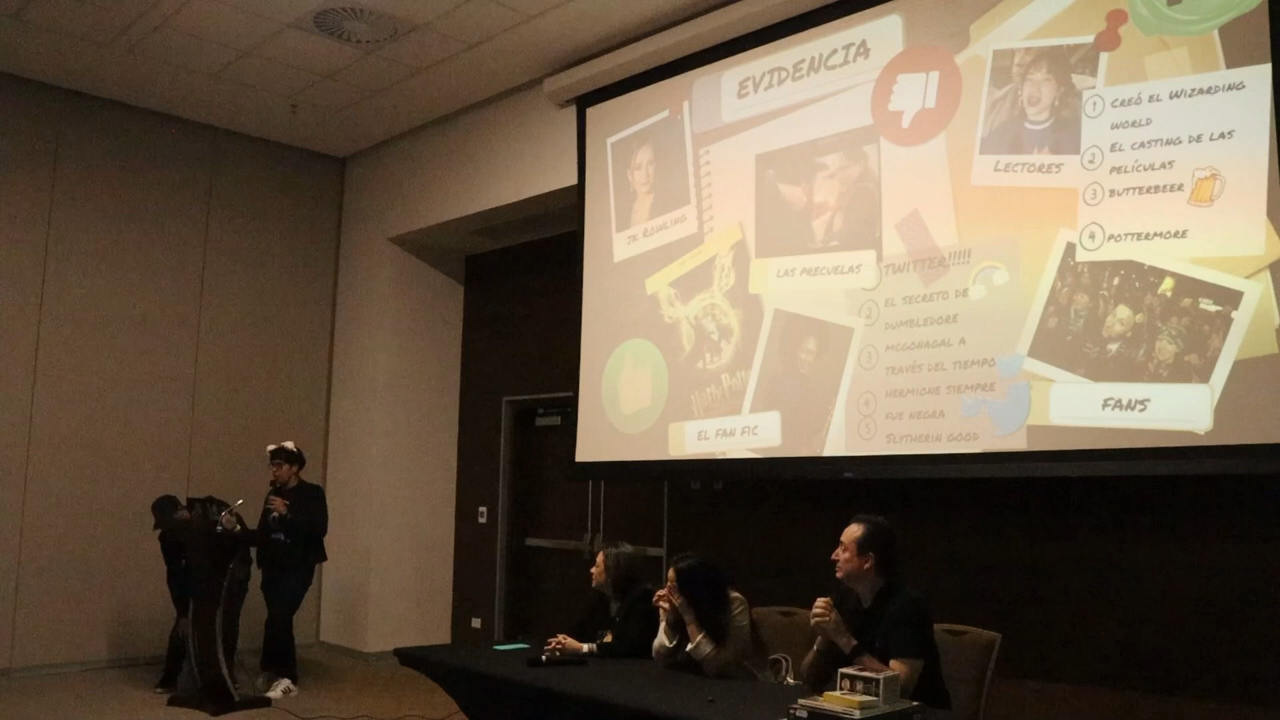 EVIDENCIA
JK ROWLING
LAS PRECUELAS
LECTORES
1 CREÓ EL WIZARDING
WORLD
2 EL CASTING DE LAS
PELÍCULAS
3 BUTTERBEER
4 POTTERMORE
TWITTER!!!!!
2 EL SECRETO DE
DUMBLEDORE
3 MCGONAGAL A
TRAVÉS DEL TIEMPO
4 HERMIONE SIEMPRE
FUE NEGRA
5 SLYTHERIN GOOD
Harry Potter
EL FAN FIC
FANS